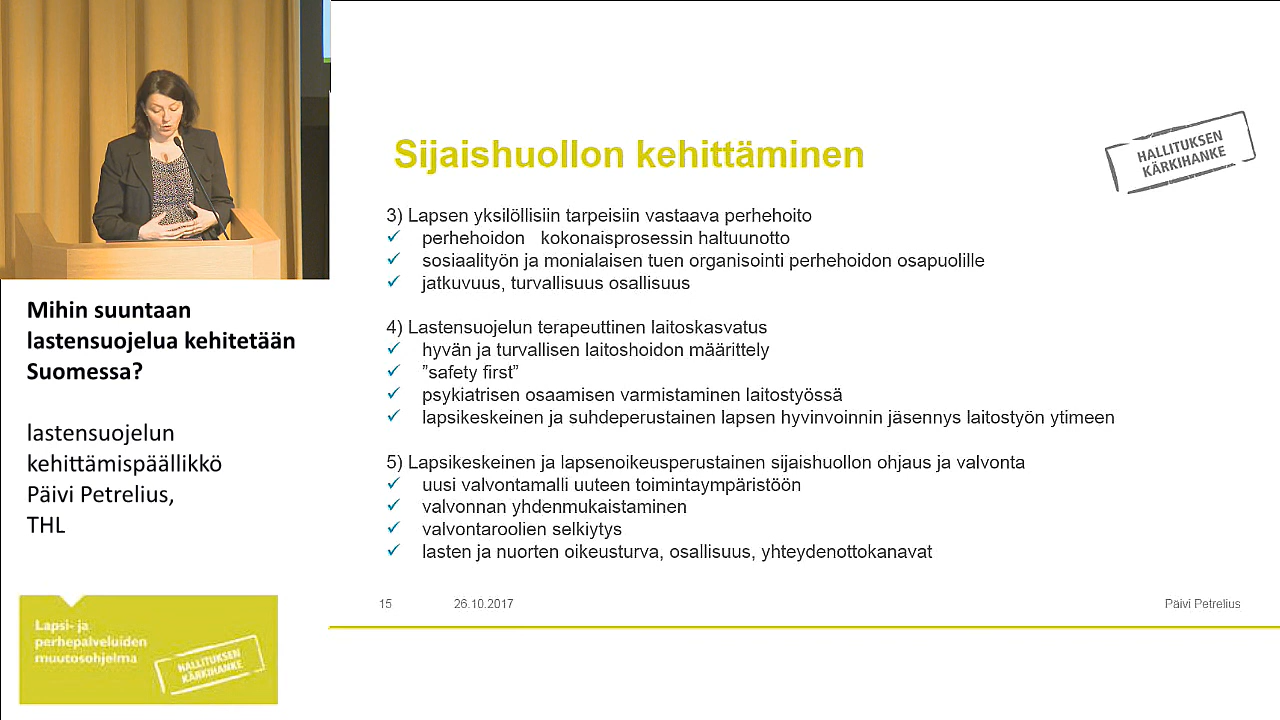 Mihin suuntaan
lastensuojelua kehitetään
Suomessa?
lastensuojelun
kehittämispäällikkö
Päivi Petrelius,
THL
Lapsi- ja
perhepalveluiden
muutosohjelma
HALLITUKSEN
KÄRKIHANKE
Sijaishuollon kehittäminen
HALLITUKSEN
KÄRKIHANKE
3) Lapsen yksilöllisiin tarpeisiin vastaava perhehoito
✓ perhehoidon kokonaisprosessin haltuunotto
✓ sosiaalityön ja monialaisen tuen organisointi perhehoidon osapuolille
✓ jatkuvuus, turvallisuus osallisuus
4) Lastensuojelun terapeuttinen laitoskasvatus
✓ hyvän ja turvallisen laitoshoidon määrittely
✓ ”safety first”
✓ psykiatrisen osaamisen varmistaminen laitostyössä
✓ lapsikeskeinen ja suhdeperustainen lapsen hyvinvoinnin jäsennys laitostyön ytimeen
5) Lapsikeskeinen ja lapsenoikeusperustainen sijaishuollon ohjaus ja valvonta
✓ uusi valvontamalli uuteen toimintaympäristöön
✓ valvonnan yhdenmukaistaminen
✓ valvontaroolien selkiytys
✓ lasten ja nuorten oikeusturva, osallisuus, yhteydenottokanavat
15 26.10.2017 Päivi Petrelius